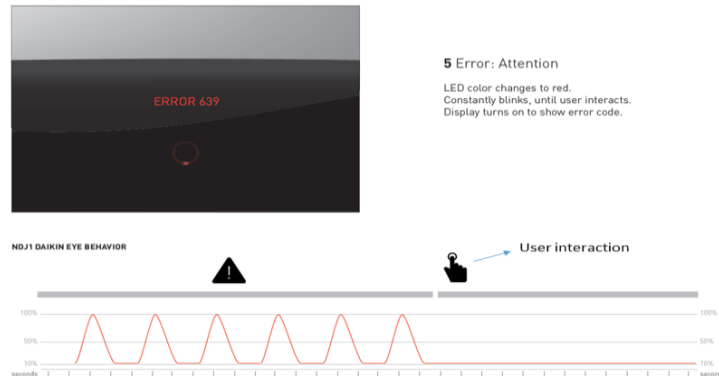 ERROR 639
5 Error: Attention
LED color changes to red.
Constantly blinks, until user interacts.
Display turns on to show error code.
NDJ1 DAIKIN EYE BEHAVIOR
!
User interaction
100% 100%
50% 50%
10% 10%
seconds secon